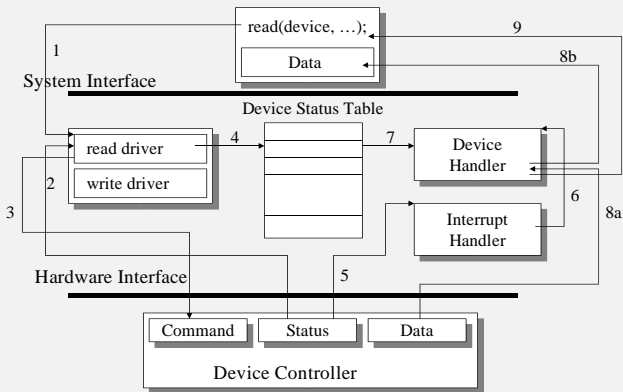 read(device, …);
9
1
Data
8b
System Interface
Device Status Table
read driver
4
7
Device
Handler
write driver
2
3
6
8a
Interrupt
Handler
5
Hardware Interface
Command
Status
Data
Device Controller